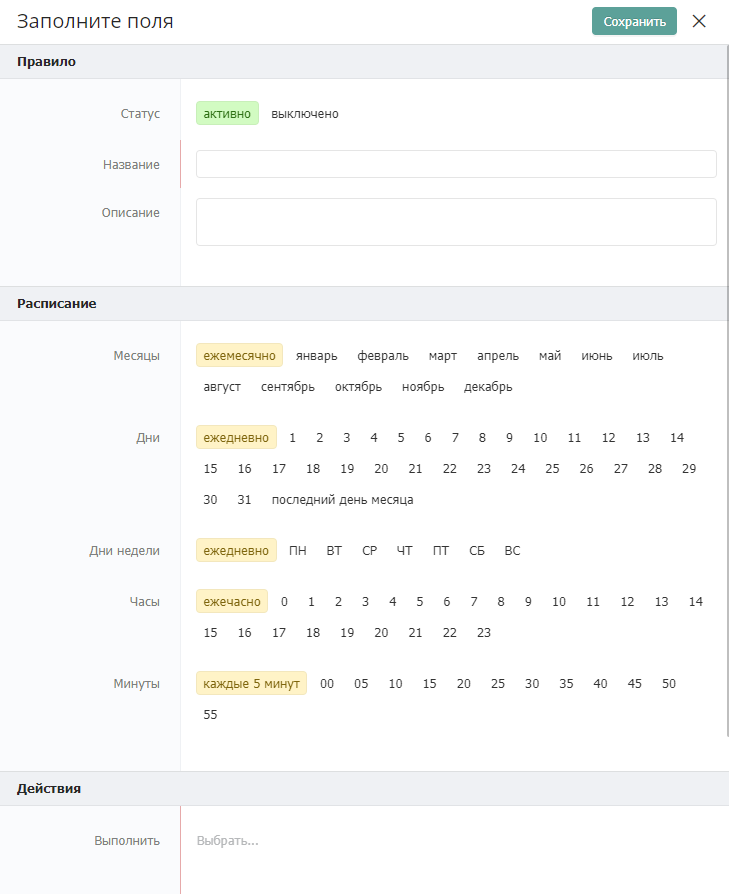 Заполните поля Сохранить
Правило
Статус активно выключено
Название
Описание
Расписание
Месяцы ежемесячно январь февраль март апрель май июнь июль
август сентябрь октябрь ноябрь декабрь
Дни ежедневно 1 2 3 4 5 6 7 8 9 10 11 12 13 14
15 16 17 18 19 20 21 22 23 24 25 26 27 28 29
30 31 последний день месяца
Дни недели ежедневно ПН ВТ СР ЧТ ПТ СБ ВС
Часы ежечасно 0 1 2 3 4 5 6 7 8 9 10 11 12 13 14
15 16 17 18 19 20 21 22 23
Минуты каждые 5 минут 00 05 10 15 20 25 30 35 40 45 50
55
Действия
Выполнить Выбрать...